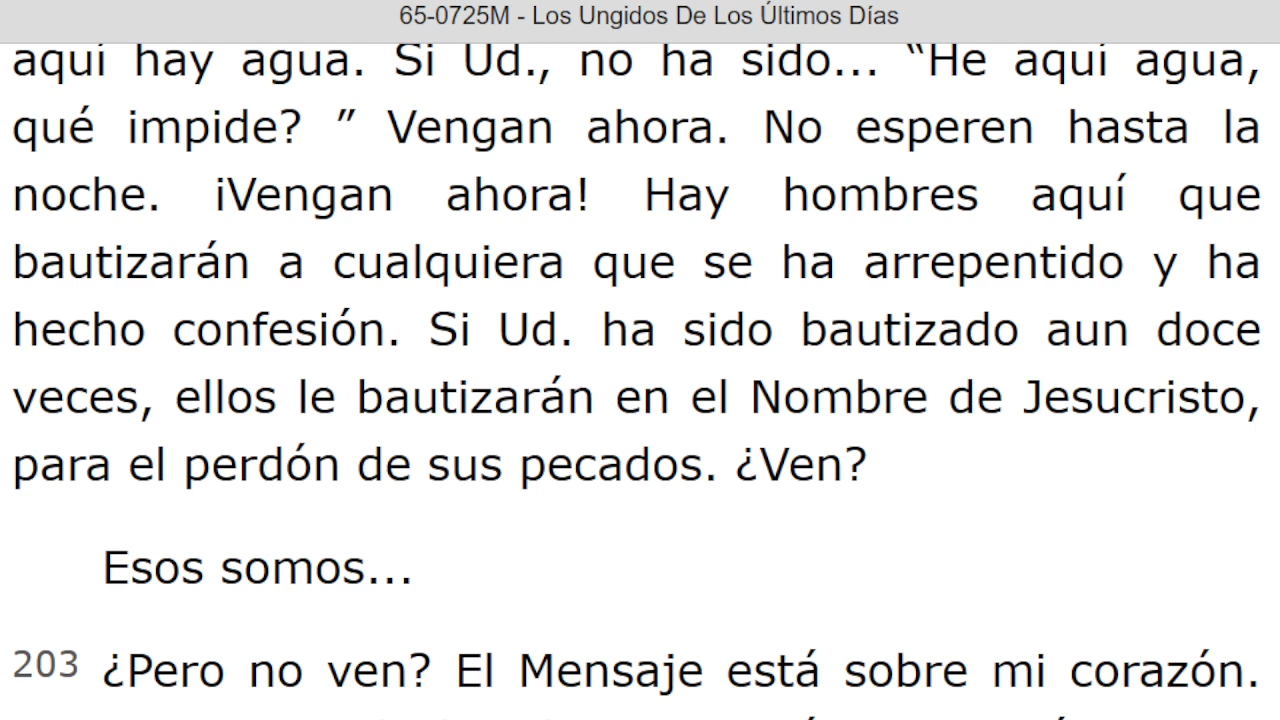 65-0725M - Los Ungidos De Los Últimos Días
aquí hay agua. Si Ud., no ha sido... “He aquí agua,
qué impide? ” Vengan ahora. No esperen hasta la
noche. ¡Vengan ahora! Hay hombres aquí que
bautizarán a cualquiera que se ha arrepentido y ha
hecho confesión. Si Ud. ha sido bautizado aun doce
veces, ellos le bautizarán en el Nombre de Jesucristo,
para el perdón de sus pecados. ¿Ven?
Esos somos...
203 ¿Pero no ven? El Mensaje está sobre mi corazón.